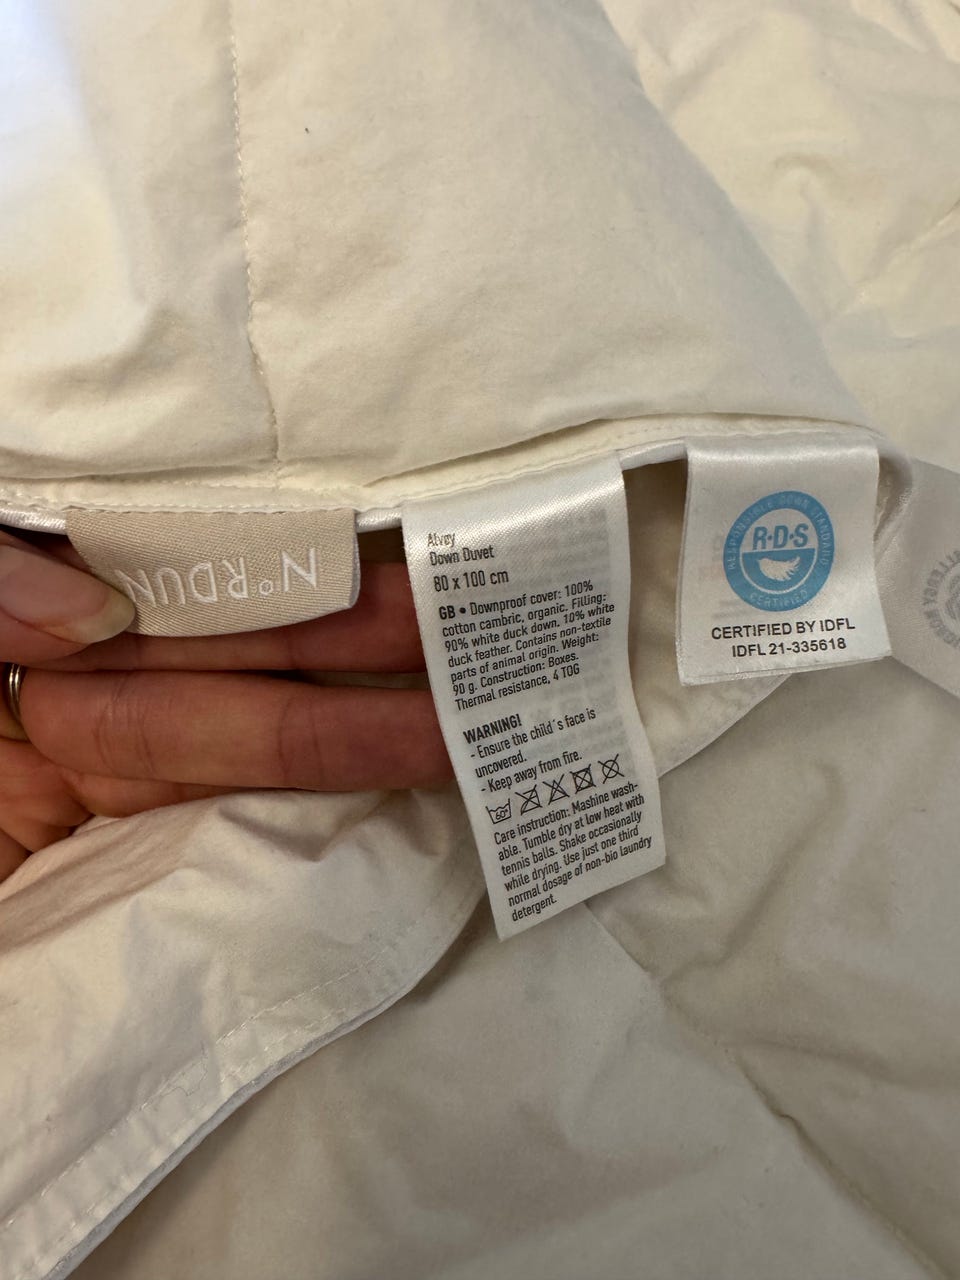 N°RDUN
Alvøy
Down Duvet
80 x 100 cm
GB • Downproof cover: 100%
cotton cambric, organic. Filling:
90% white duck down. 10% white
duck feather. Contains non-textile
parts of animal origin. Weight:
90 g. Construction: Boxes.
Thermal resistance, 4 TOG
WARNING!
- Ensure the child´s face is
uncovered.
- Keep away from fire.
60°
Care instruction: Mashine wash-
able. Tumble dry at low heat with
tennis balls. Shake occasionally
while drying. Use just one third
normal dosage of non-bio laundry
detergent.
RESPONSIBLE DOWN STANDARD
R·D·S
CERTIFIED
CERTIFIED BY IDFL
IDFL 21-335618